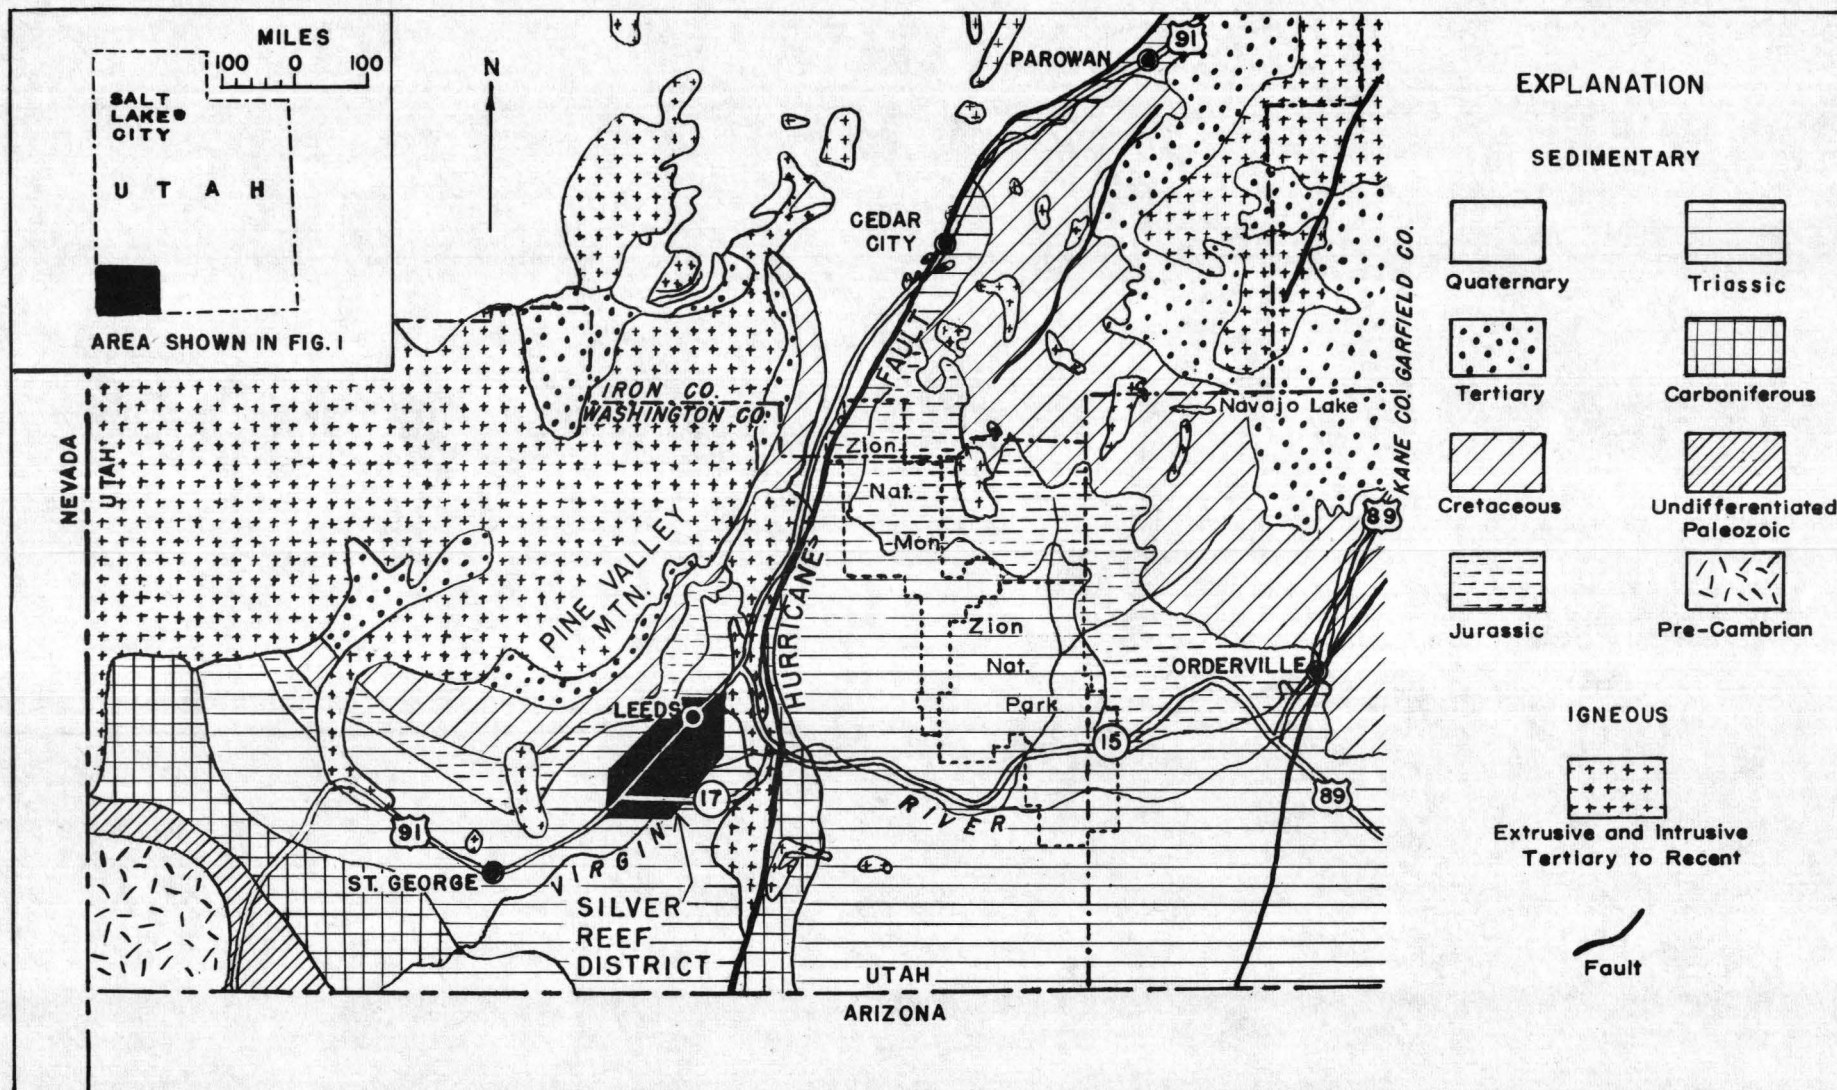 MILES
100 0 100
SALT
LAKE
CITY
U T A H
AREA SHOWN IN FIG. 1
N
PAROWAN
91
CEDAR
CITY
FAULT
IRON CO.
WASHINGTON CO.
NEVADA
UTAH
Navajo Lake
KANE CO. GARFIELD CO.
Zion
Nat.
Mon.
89
PINE VALLEY
MTN.
HURRICANE
Zion
Nat.
Park
ORDERVILLE
LEEDS
15
17
RIVER
89
91
VIRGIN
ST. GEORGE
SILVER
REEF
DISTRICT
UTAH
ARIZONA
EXPLANATION
SEDIMENTARY
Quaternary
Triassic
Tertiary
Carboniferous
Cretaceous
Undifferentiated
Paleozoic
Jurassic
Pre-Cambrian
IGNEOUS
Extrusive and Intrusive
Tertiary to Recent
Fault